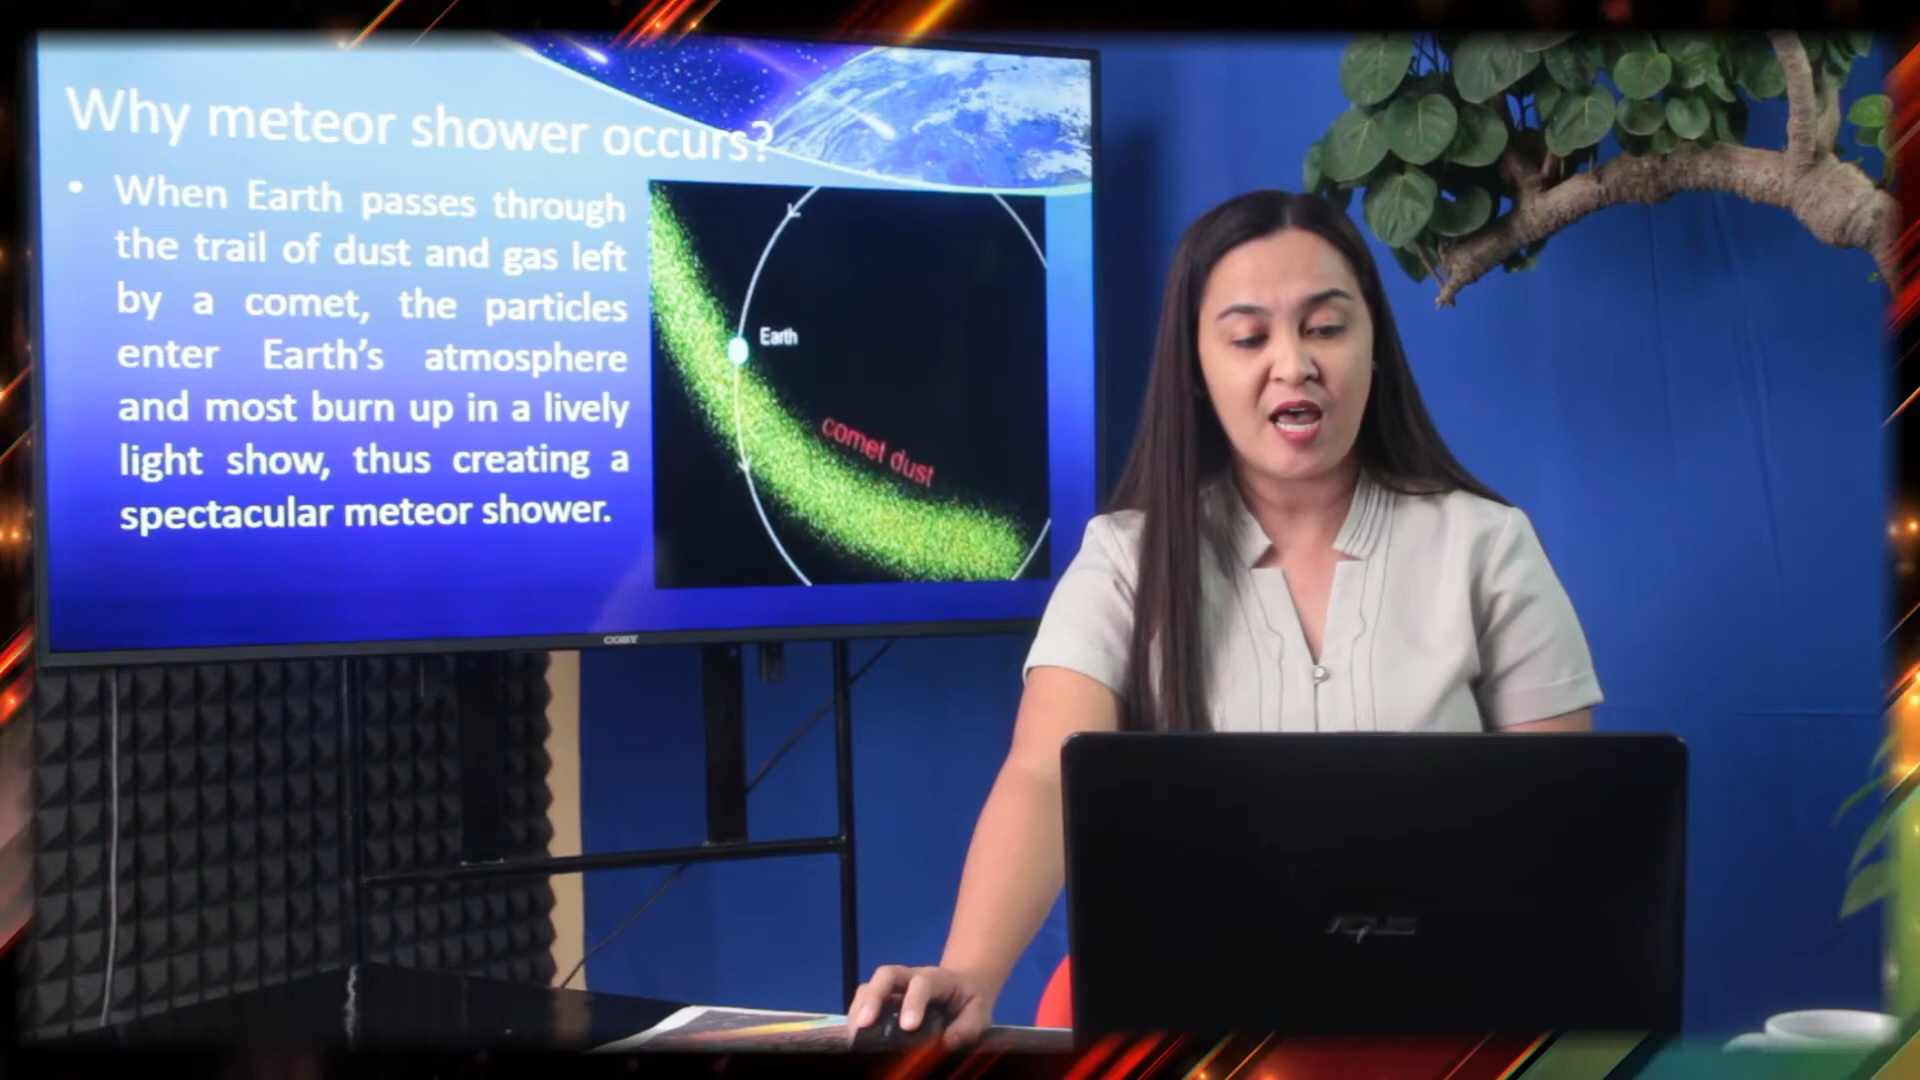 Why meteor shower occurs?
• When Earth passes through
the trail of dust and gas left
by a comet, the particles
enter Earth's atmosphere
and most burn up in a lively
light show, thus creating a
spectacular meteor shower.
Earth
comet dust
COBY
ASUS